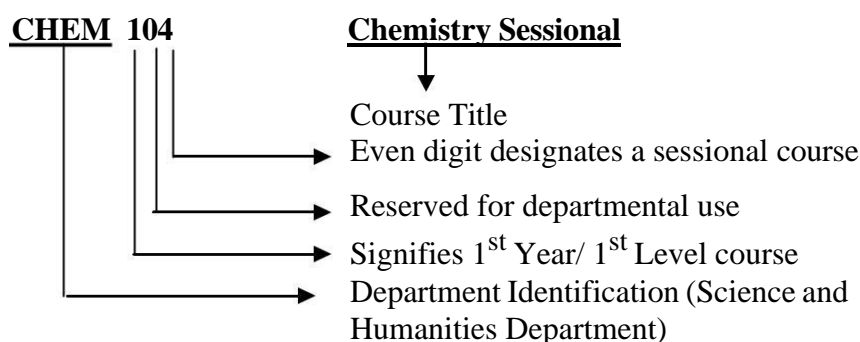 CHEM 104 Chemistry Sessional
Course Title
Even digit designates a sessional course
Reserved for departmental use
Signifies 1st Year/ 1st Level course
Department Identification (Science and
Humanities Department)